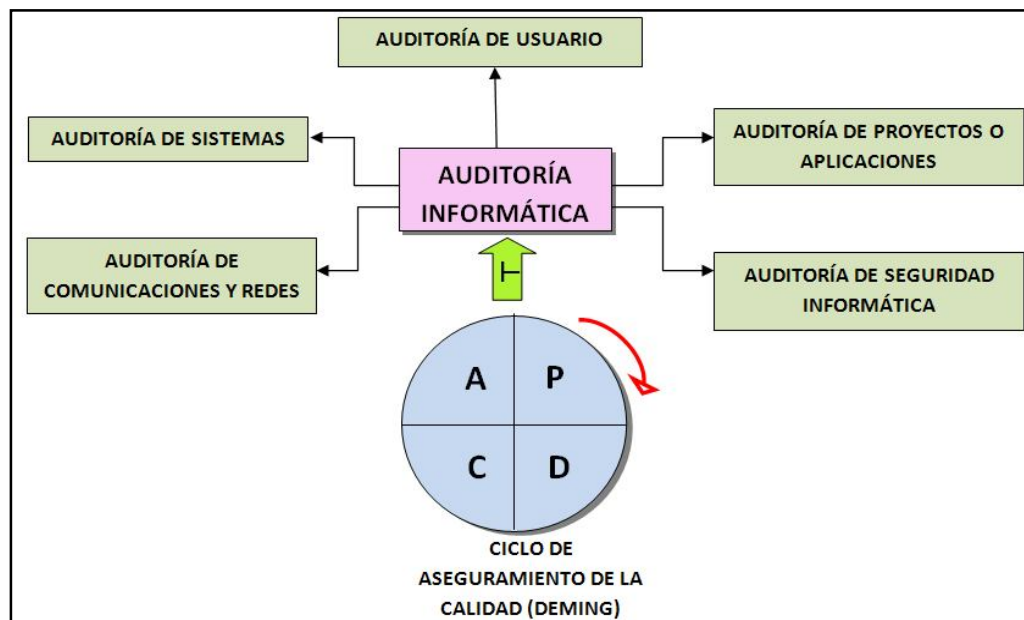 AUDITORÍA DE USUARIO
AUDITORÍA DE SISTEMAS
AUDITORÍA DE PROYECTOS O
APLICACIONES
AUDITORÍA
INFORMÁTICA
AUDITORÍA DE
COMUNICACIONES Y REDES
AUDITORÍA DE SEGURIDAD
INFORMÁTICA
A P
C D
CICLO DE
ASEGURAMIENTO DE LA
CALIDAD (DEMING)